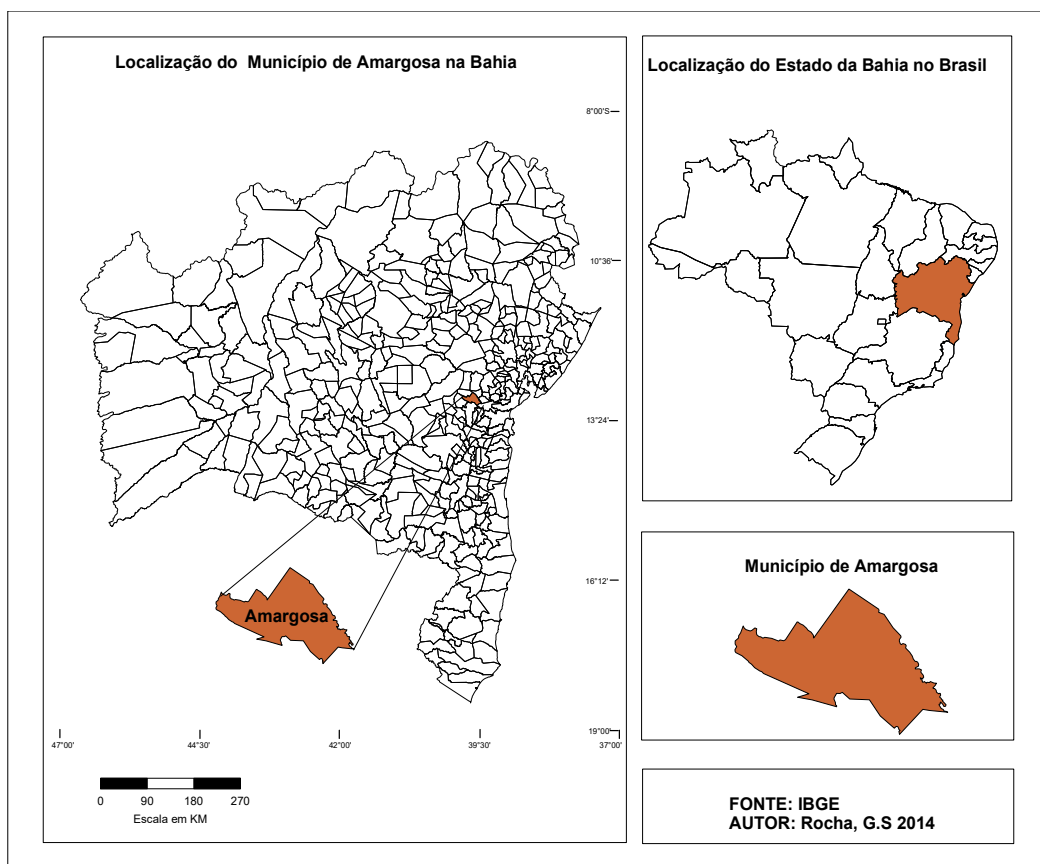 Localização do Município de Amargosa na Bahia
8°00'S
10°36'
13°24'
16°12'
19°00'
Amargosa
47°00'
44°30'
42°00'
39°30'
37°00'
0 90 180 270
Escala em KM
Localização do Estado da Bahia no Brasil
Município de Amargosa
FONTE: IBGE
AUTOR: Rocha, G.S 2014